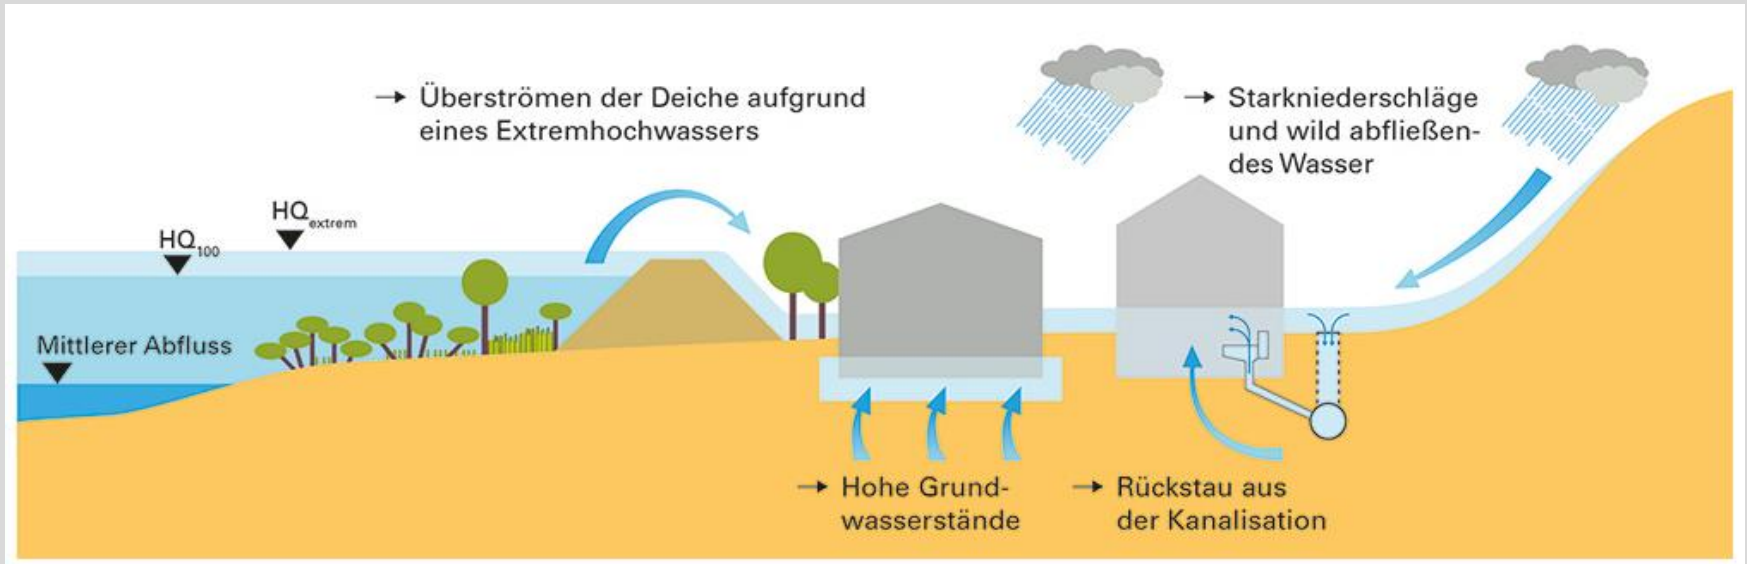 → Überströmen der Deiche aufgrund
eines Extremhochwassers
→ Starkniederschläge
und wild abfließen-
des Wasser
HQextrem
HQ100
Mittlerer Abfluss
→ Hohe Grund-
wasserstände
→ Rückstau aus
der Kanalisation